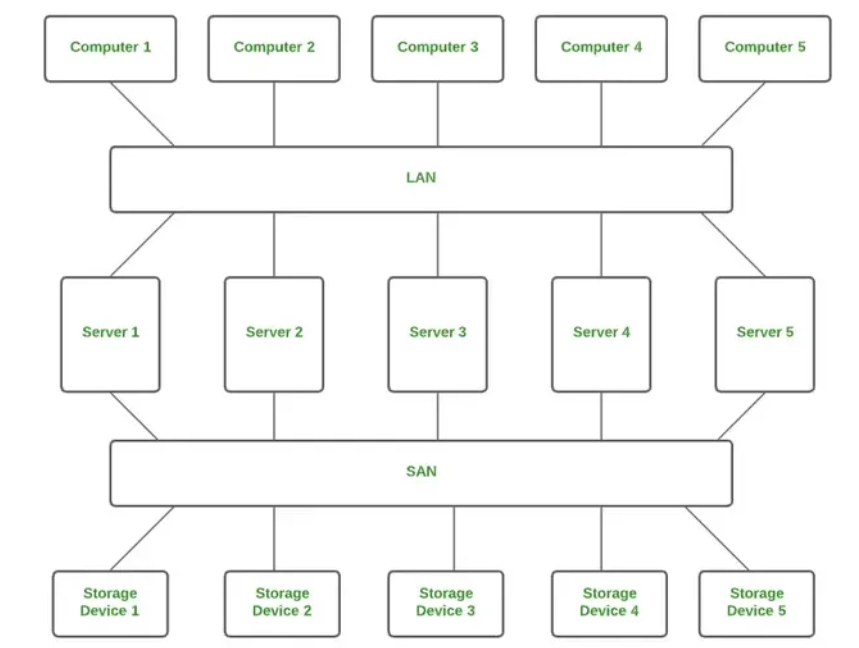 Computer 1
Computer 2
Computer 3
Computer 4
Computer 5
LAN
Server 1
Server 2
Server 3
Server 4
Server 5
SAN
Storage
Device 1
Storage
Device 2
Storage
Device 3
Storage
Device 4
Storage
Device 5